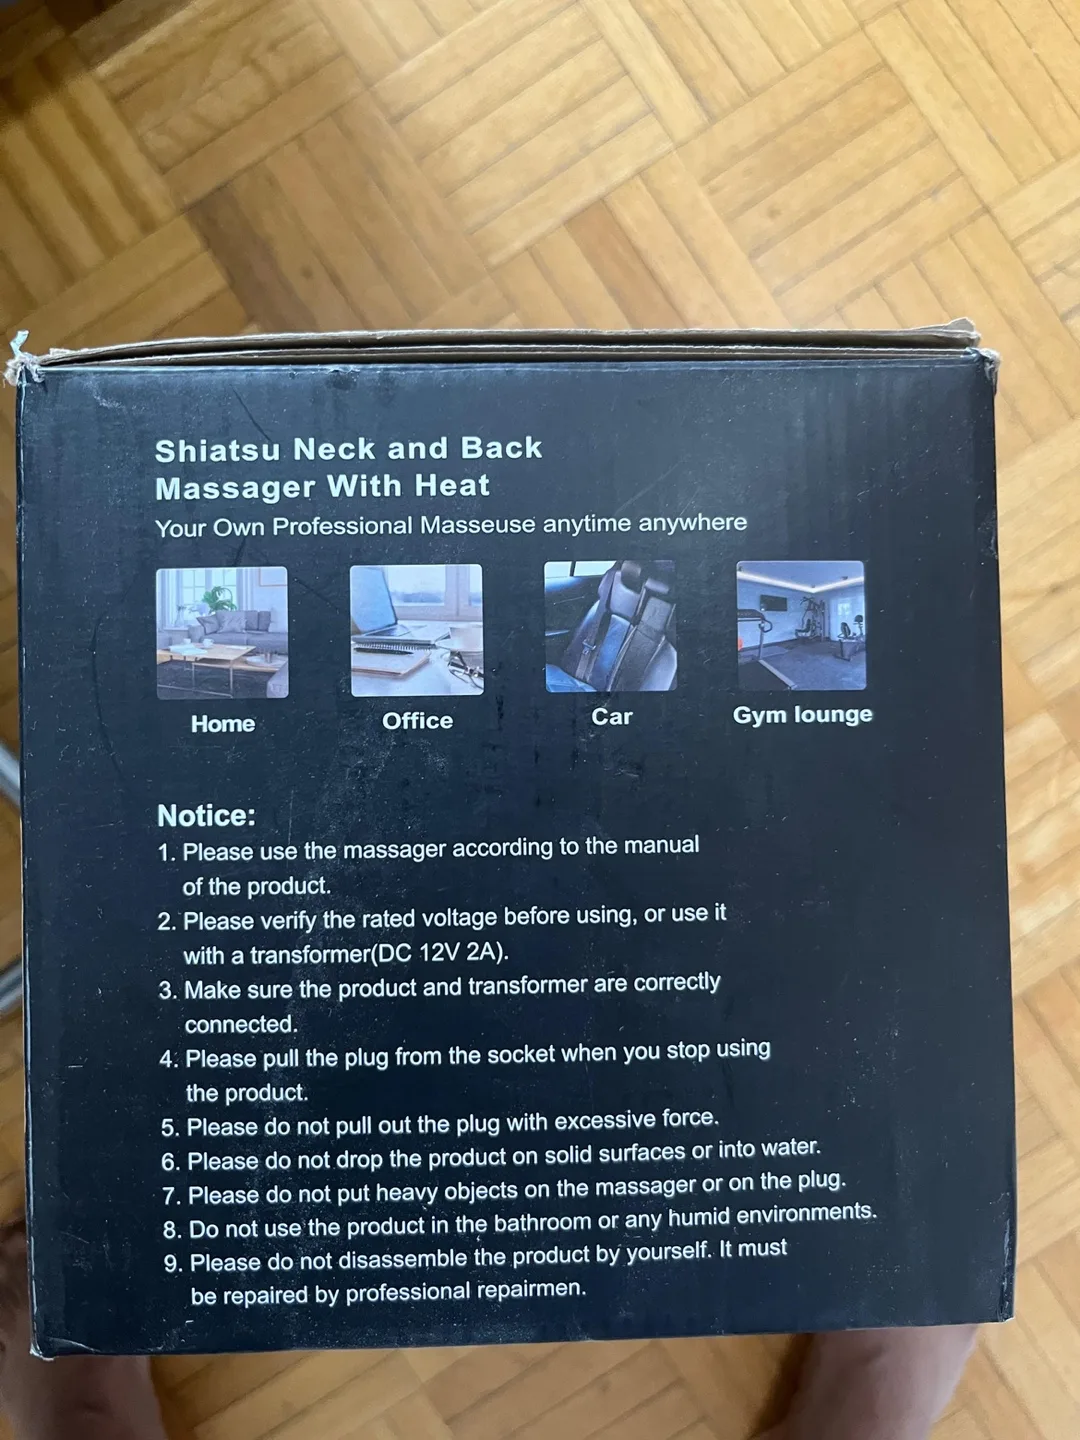 Shiatsu Neck and Back
Massager With Heat
Your Own Professional Masseuse anytime anywhere
Home
Office
Car
Gym lounge
Notice:
1. Please use the massager according to the manual
of the product.
2. Please verify the rated voltage before using, or use it
with a transformer(DC 12V 2A).
3. Make sure the product and transformer are correctly
connected.
4. Please pull the plug from the socket when you stop using
the product.
5. Please do not pull out the plug with excessive force.
6. Please do not drop the product on solid surfaces or into water.
7. Please do not put heavy objects on the massager or on the plug.
8. Do not use the product in the bathroom or any humid environments.
9. Please do not disassemble the product by yourself. It must
be repaired by professional repairmen.